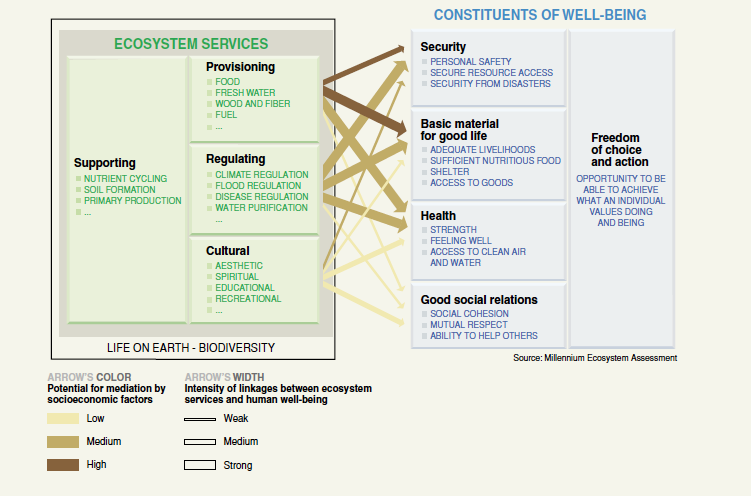 CONSTITUENTS OF WELL-BEING
ECOSYSTEM SERVICES
Supporting
NUTRIENT CYCLING
SOIL FORMATION
PRIMARY PRODUCTION
...
Provisioning
FOOD
FRESH WATER
WOOD AND FIBER
FUEL
...
Regulating
CLIMATE REGULATION
FLOOD REGULATION
DISEASE REGULATION
WATER PURIFICATION
...
Cultural
AESTHETIC
SPIRITUAL
EDUCATIONAL
RECREATIONAL
...
LIFE ON EARTH - BIODIVERSITY
Security
PERSONAL SAFETY
SECURE RESOURCE ACCESS
SECURITY FROM DISASTERS
Basic material
for good life
ADEQUATE LIVELIHOODS
SUFFICIENT NUTRITIOUS FOOD
SHELTER
ACCESS TO GOODS
Health
STRENGTH
FEELING WELL
ACCESS TO CLEAN AIR
AND WATER
Good social relations
SOCIAL COHESION
MUTUAL RESPECT
ABILITY TO HELP OTHERS
Freedom
of choice
and action
OPPORTUNITY TO BE
ABLE TO ACHIEVE
WHAT AN INDIVIDUAL
VALUES DOING
AND BEING
Source: Millennium Ecosystem Assessment
ARROW'S COLOR
Potential for mediation by
socioeconomic factors
Low
Medium
High
ARROW'S WIDTH
Intensity of linkages between ecosystem
services and human well-being
Weak
Medium
Strong